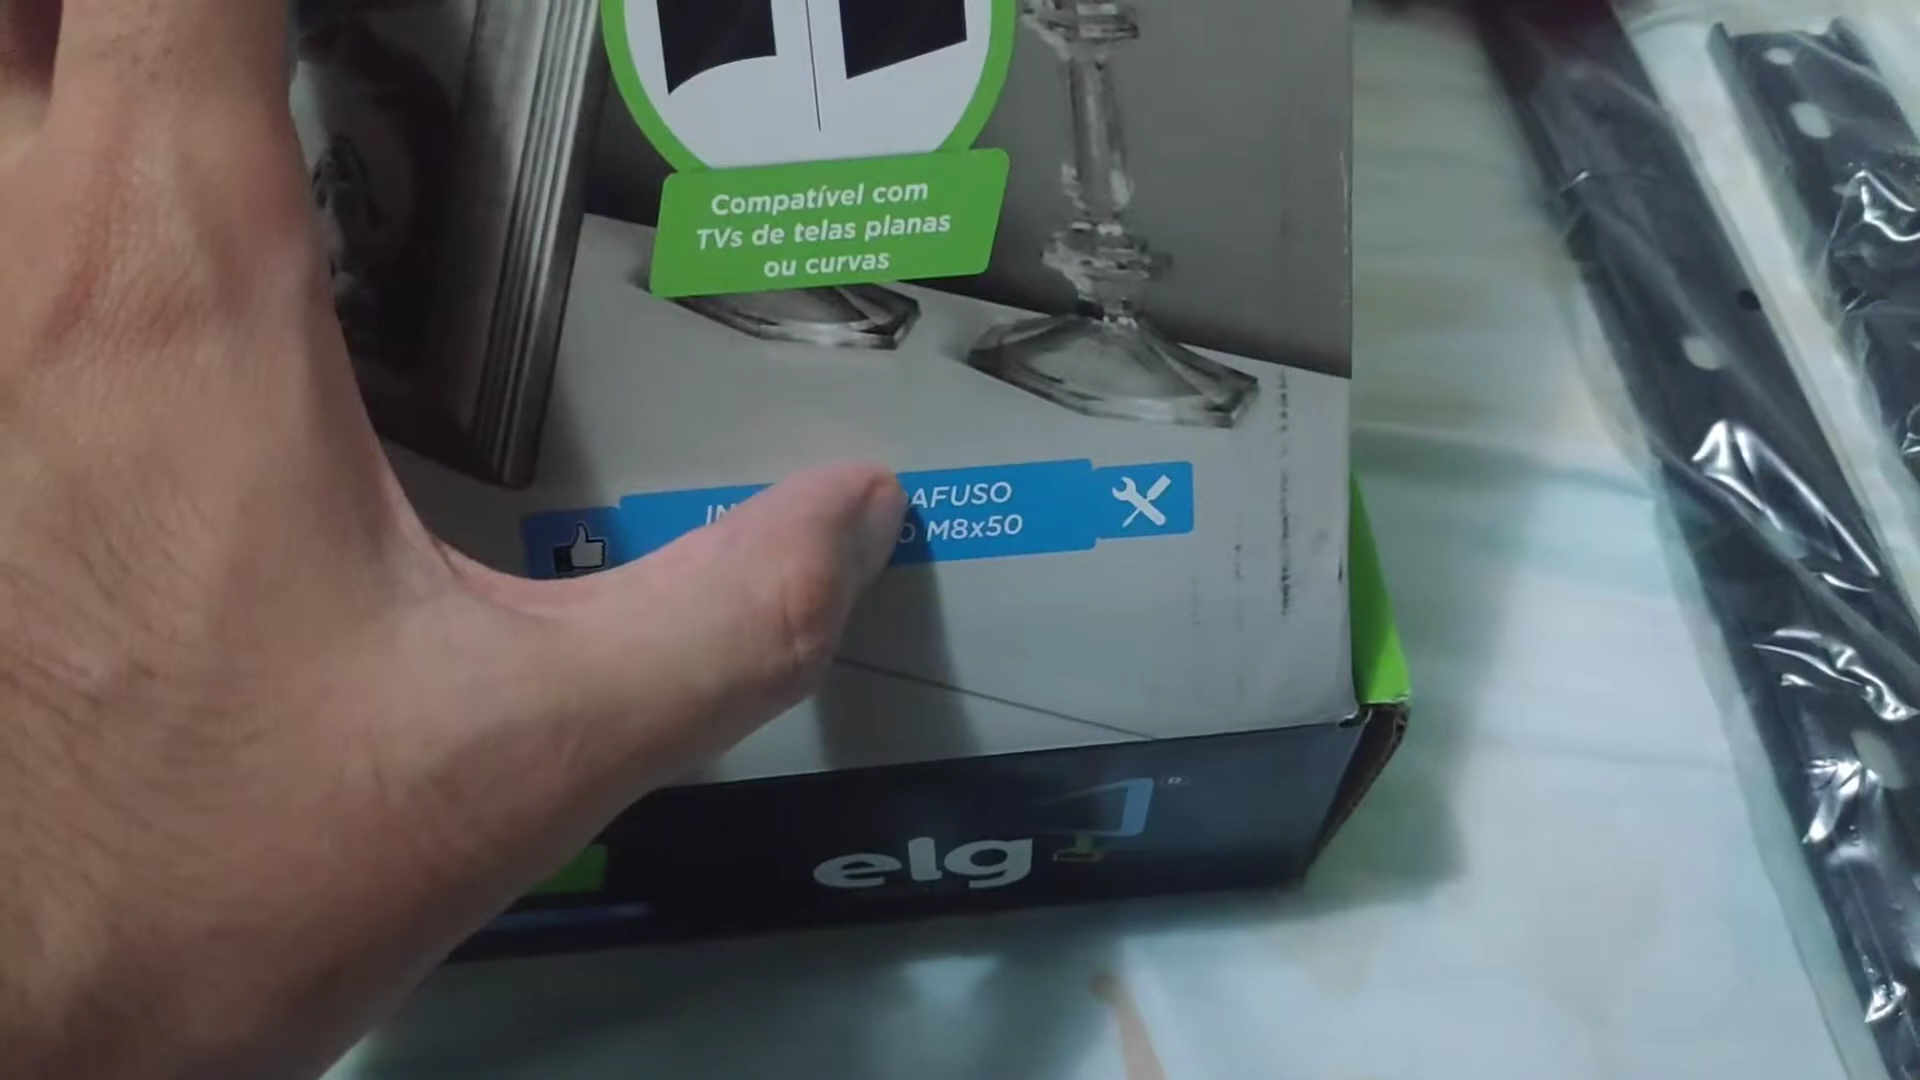 Compatível com
TVs de telas planas
ou curvas
AFUSO
M8x50
elg